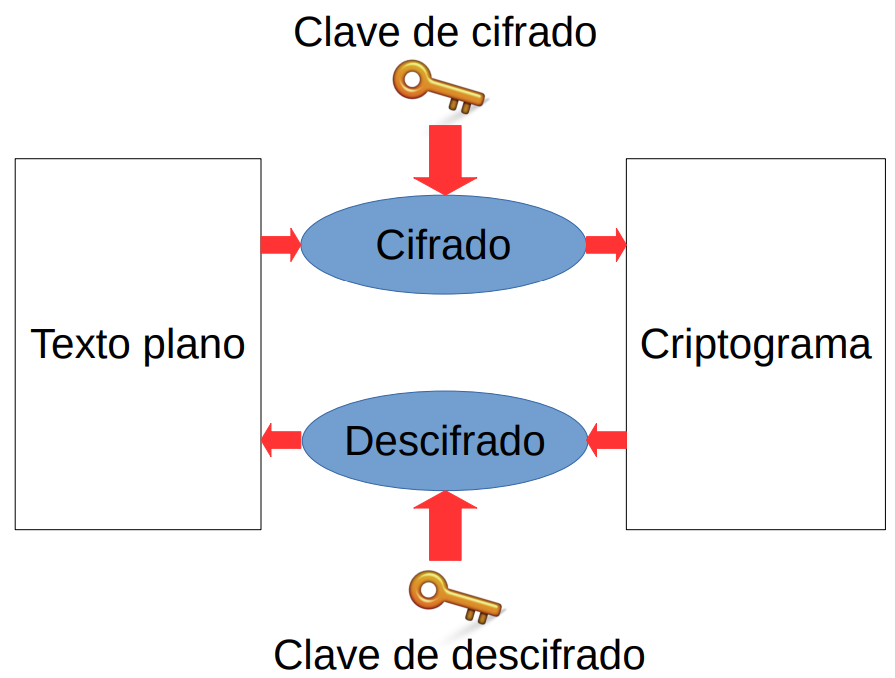 Clave de cifrado
Cifrado
Texto plano
Criptograma
Descifrado
Clave de descifrado